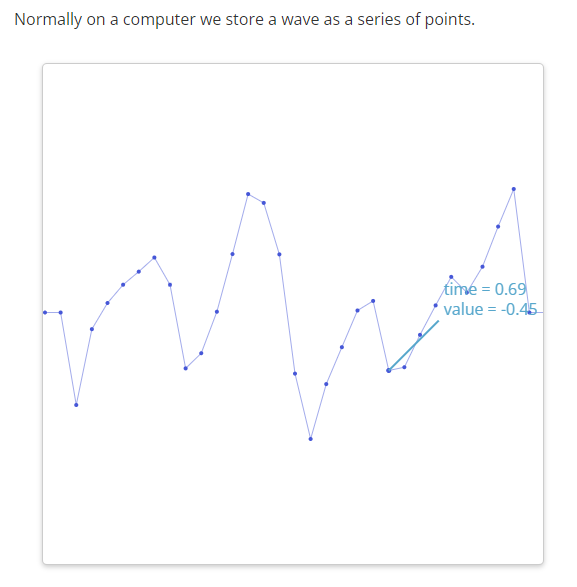 Normally on a computer we store a wave as a series of points.
time = 0.69
value = -0.45